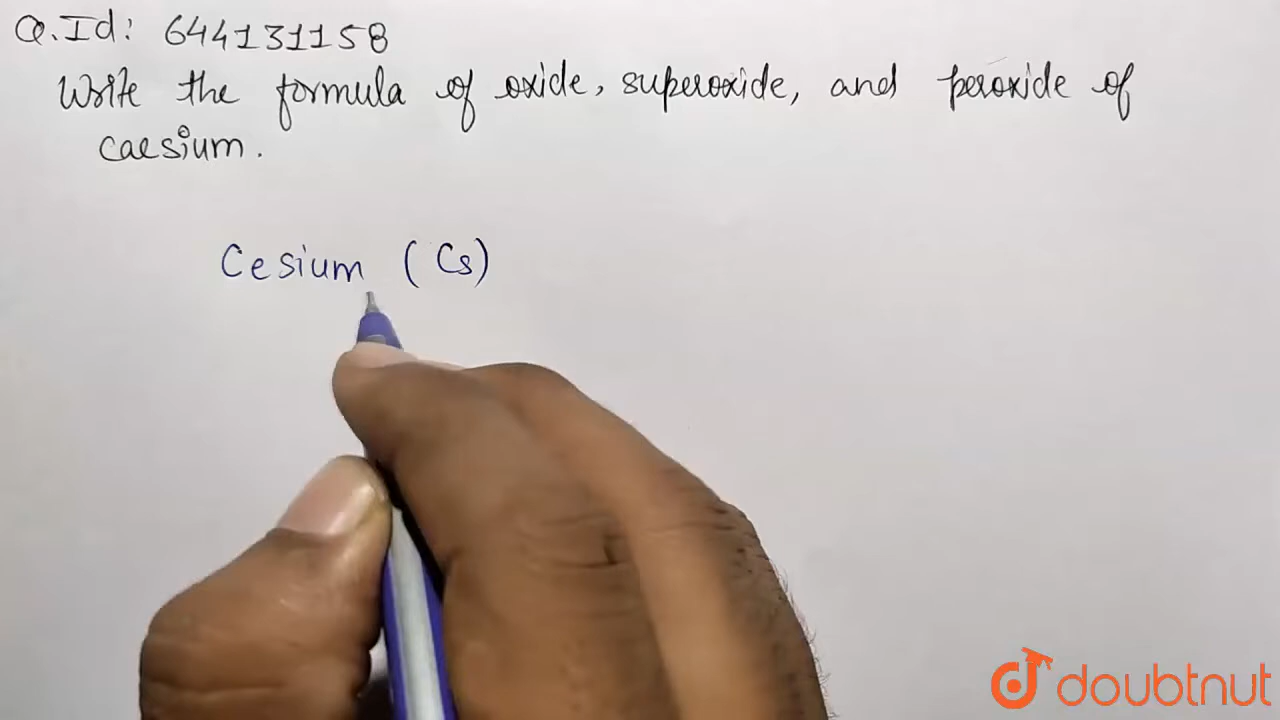 Q.Id: 644131158
Write the formula of oxide, superoxide, and peroxide of
caesium.
Cesium (Cs)
doubtnut